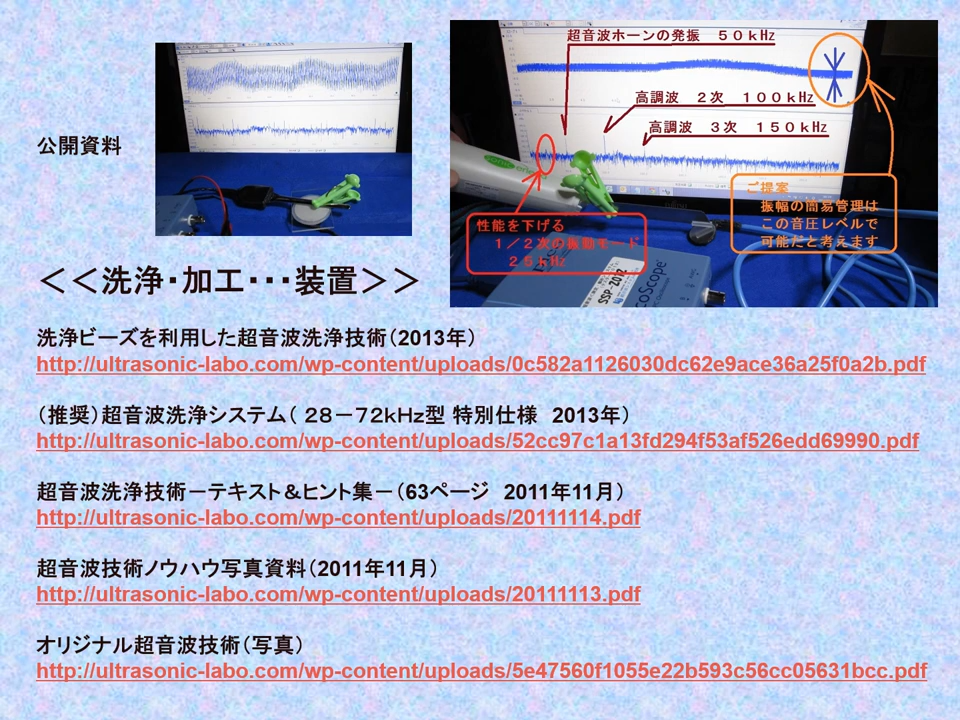 超音波ホーンの発振　５０ｋHz
高調波　２次　１００ｋHz
高調波　３次　１５０ｋHz
公開資料
ご提案
振幅の簡易管理は
この音圧レベルで
可能だと考えます
性能を下げる
１／２次の振動モード
２５ｋHz
SSP-Z012
coScope
＜＜洗浄・加工・・・装置＞＞
洗浄ビーズを利用した超音波洗浄技術（2013年）
http://ultrasonic-labo.com/wp-content/uploads/0c582a1126030dc62e9ace36a25f0a2b.pdf
（推奨）超音波洗浄システム（ ２８－７２ｋＨｚ型 特別仕様　2013年）
http://ultrasonic-labo.com/wp-content/uploads/52cc97c1a13fd294f53af526edd69990.pdf
超音波洗浄技術－テキスト＆ヒント集－（63ページ　2011年11月）
http://ultrasonic-labo.com/wp-content/uploads/20111114.pdf
超音波技術ノウハウ写真資料（2011年11月）
http://ultrasonic-labo.com/wp-content/uploads/20111113.pdf
オリジナル超音波技術（写真）
http://ultrasonic-labo.com/wp-content/uploads/5e47560f1055e22b593c56cc05631bcc.pdf